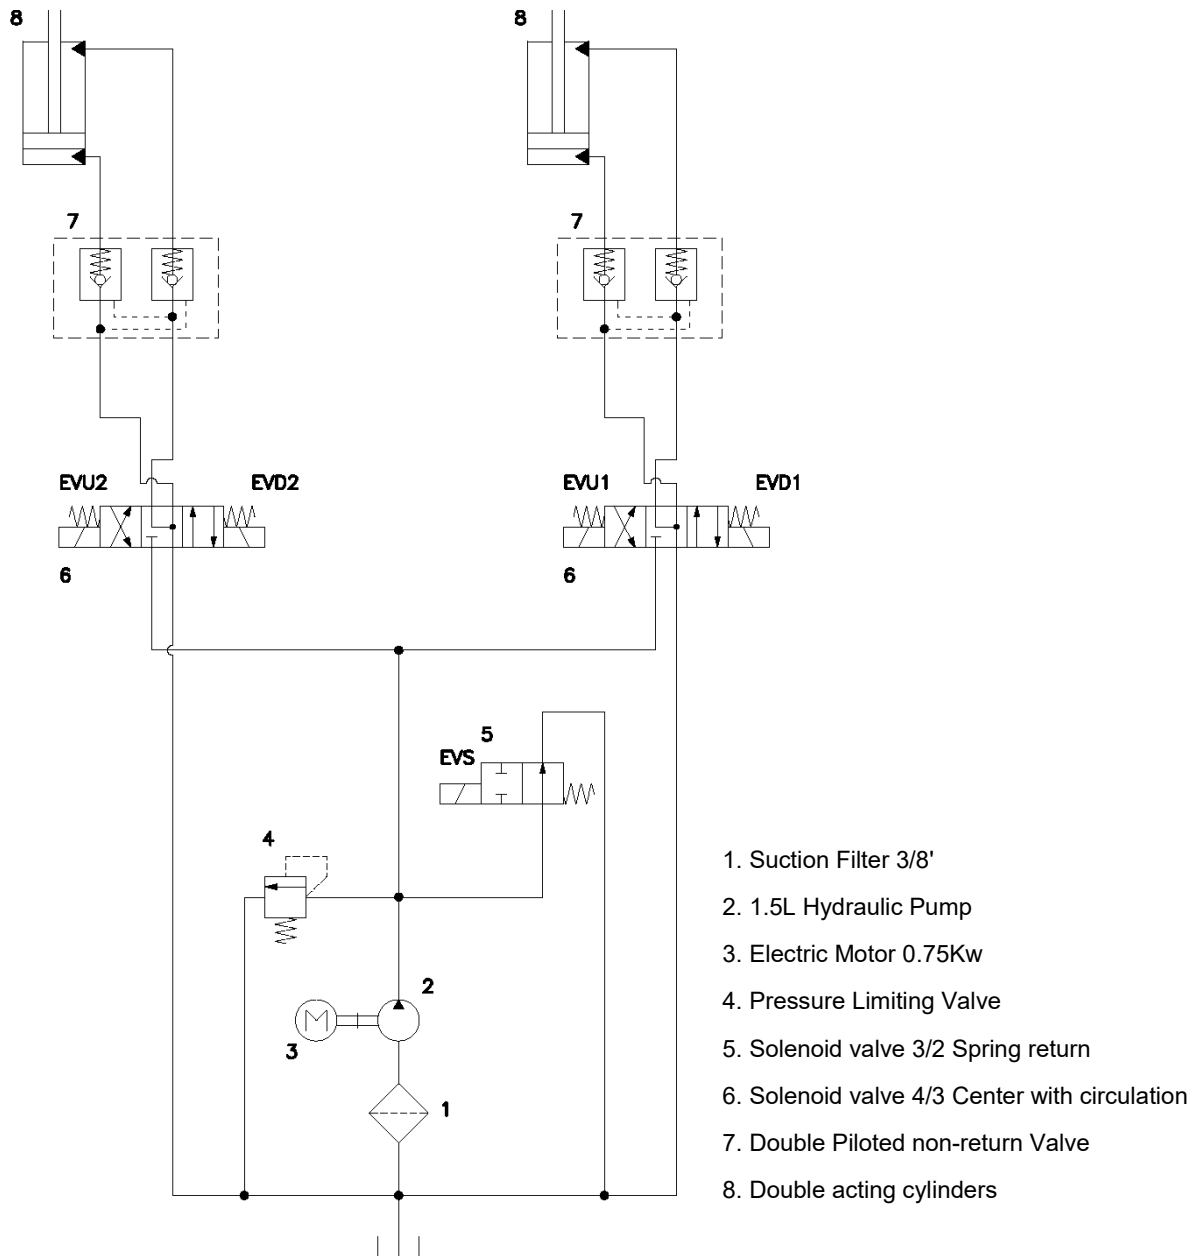 8
8
7
7
EVU2
EVD2
EVU1
EVD1
6
6
5
EVS
4
2
M
3
1
1. Suction Filter 3/8'
2. 1.5L Hydraulic Pump
3. Electric Motor 0.75Kw
4. Pressure Limiting Valve
5. Solenoid valve 3/2 Spring return
6. Solenoid valve 4/3 Center with circulation
7. Double Piloted non-return Valve
8. Double acting cylinders